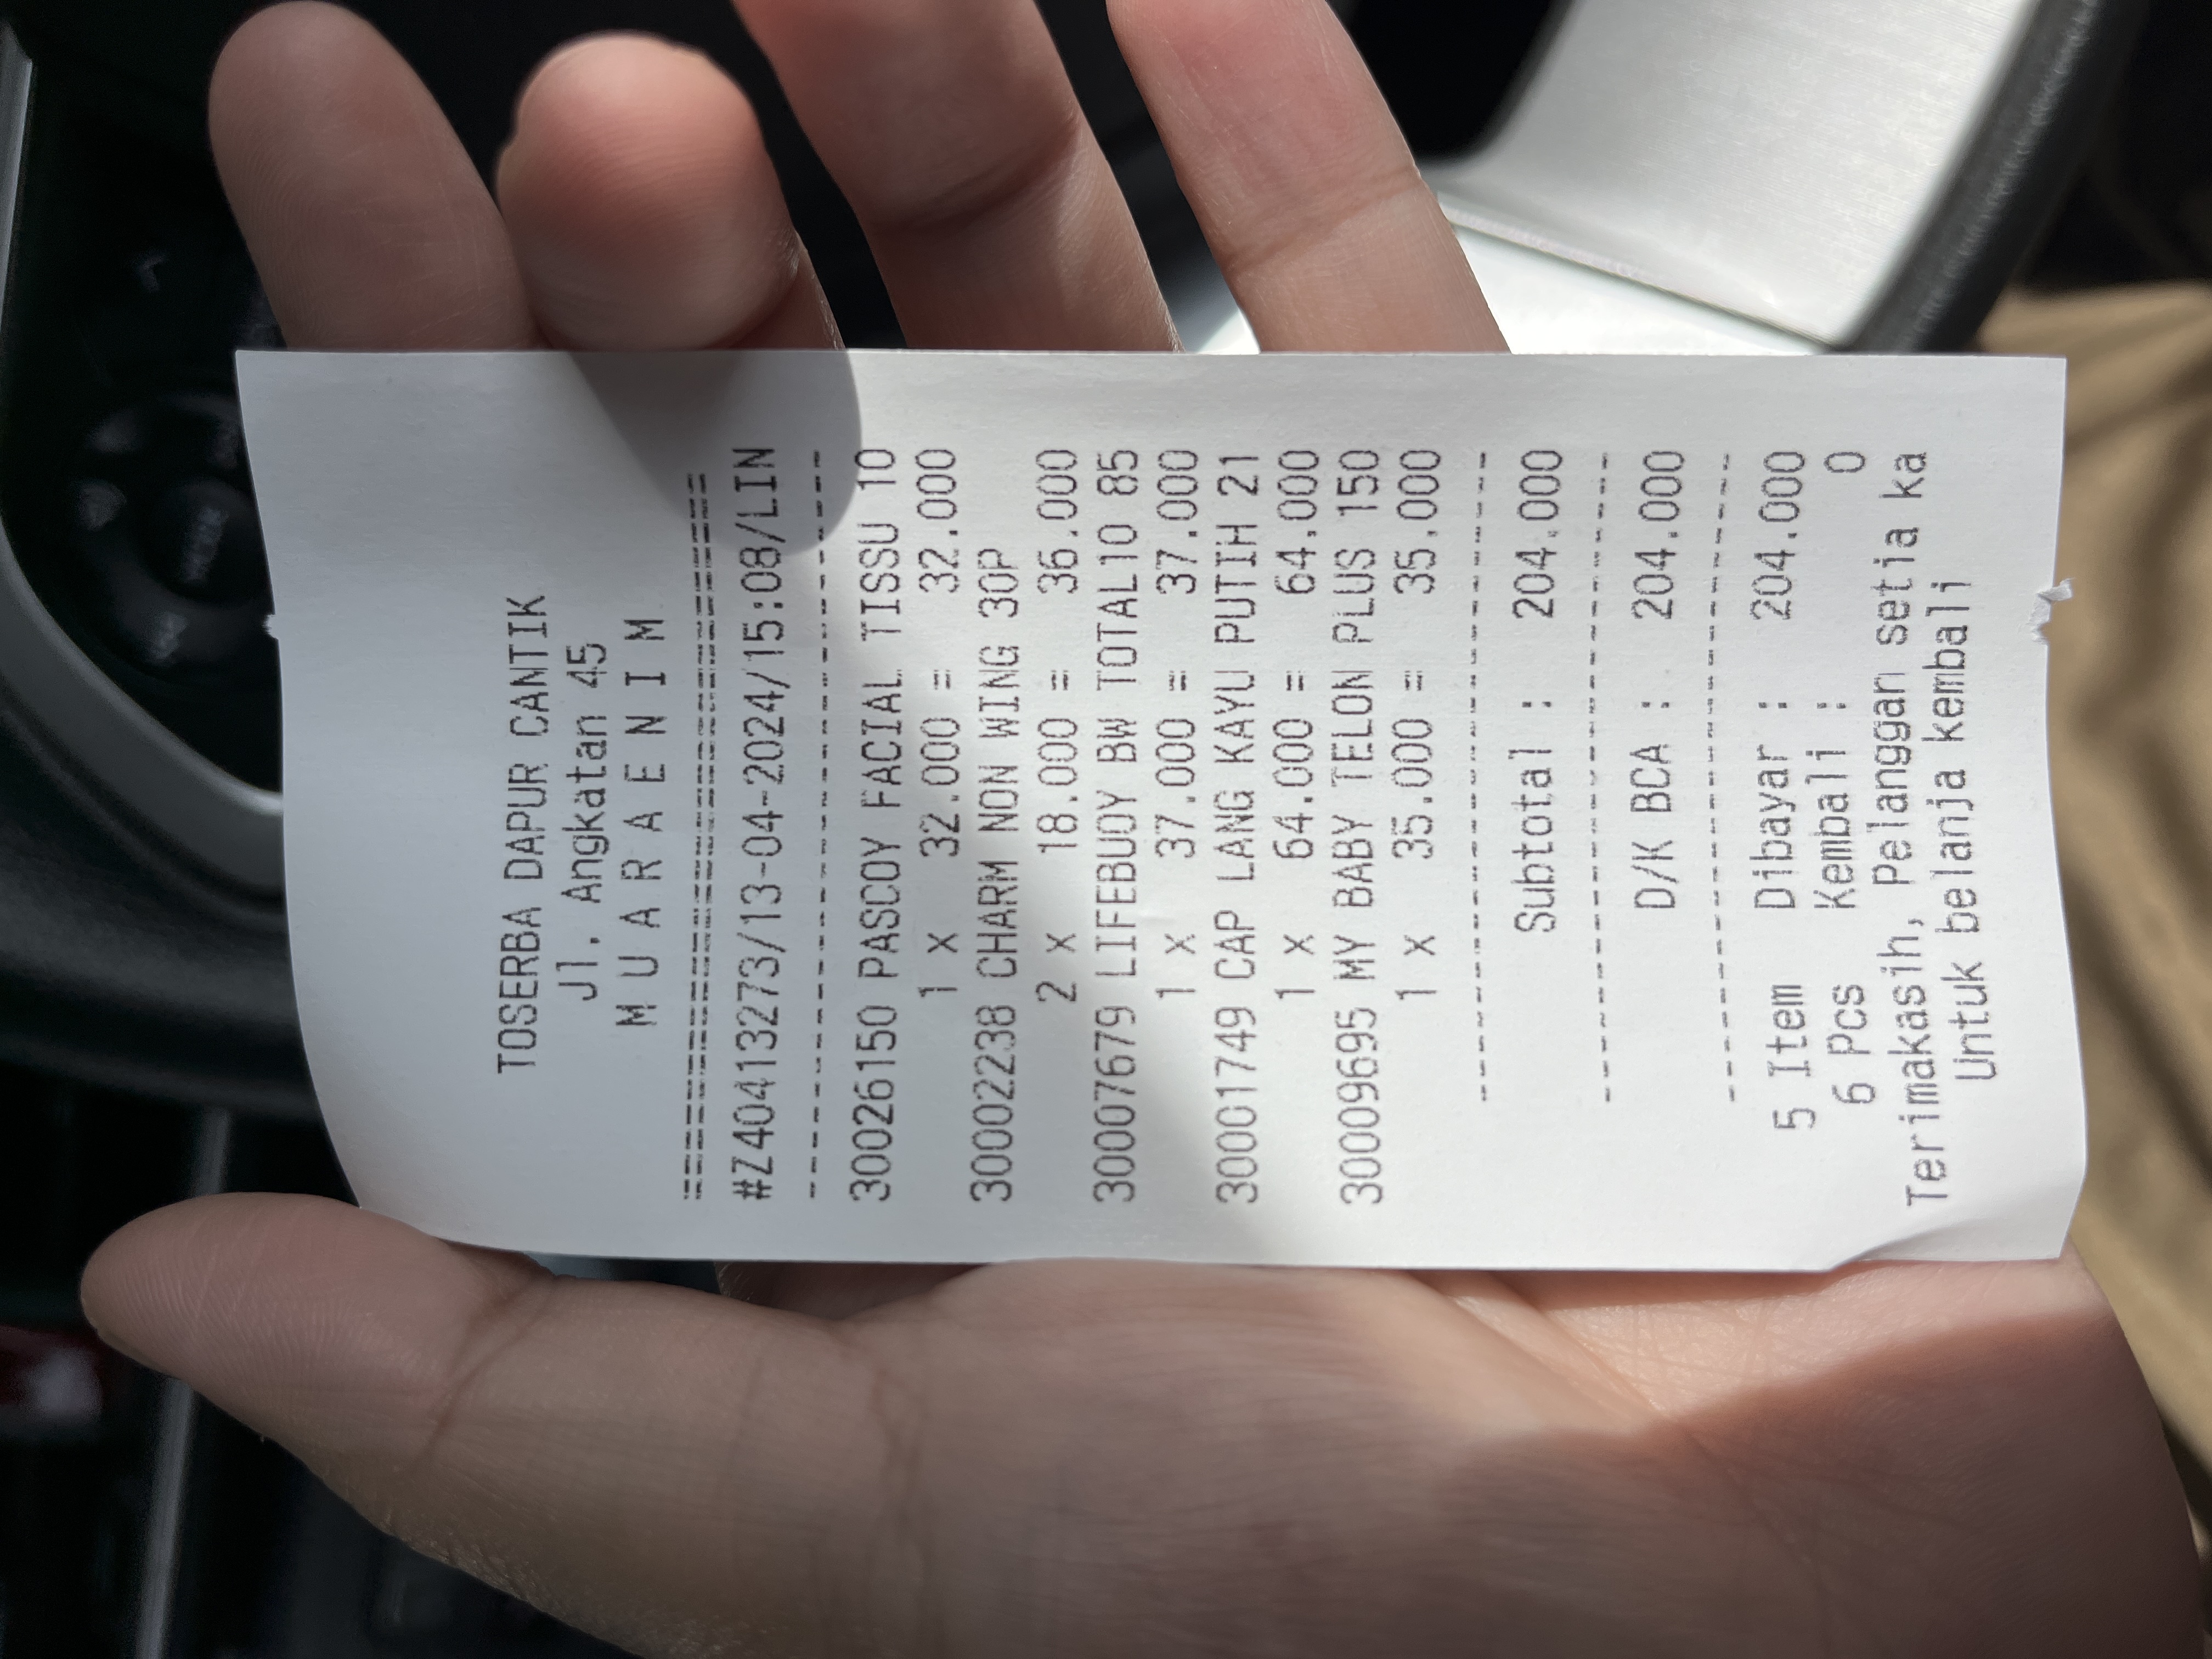 TOSERBA DAPUR CANTIK
Jl. Angkatan 45
M U A R A E N I M
===================================
#Z40413273/13-04-2024/15:08/LIN
-----------------------------------
30026150 PASCOY FACIAL TISSU 10
1 x 32.000 = 32.000
30002238 CHARM NON WING 30P
2 x 18.000 = 36.000
30007679 LIFEBUOY BW TOTAL10 85
1 x 37.000 = 37.000
30001749 CAP LANG KAYU PUTIH 21
1 x 64.000 = 64.000
30009695 MY BABY TELON PLUS 150
1 x 35.000 = 35.000
------------------------------
Subtotal : 204.000
------------------------------
D/K BCA : 204.000
------------------------------
5 Item Dibayar : 204.000
6 Pcs Kembali : 0
Terimakasih, Pelanggan setia ka
Untuk belanja kembali